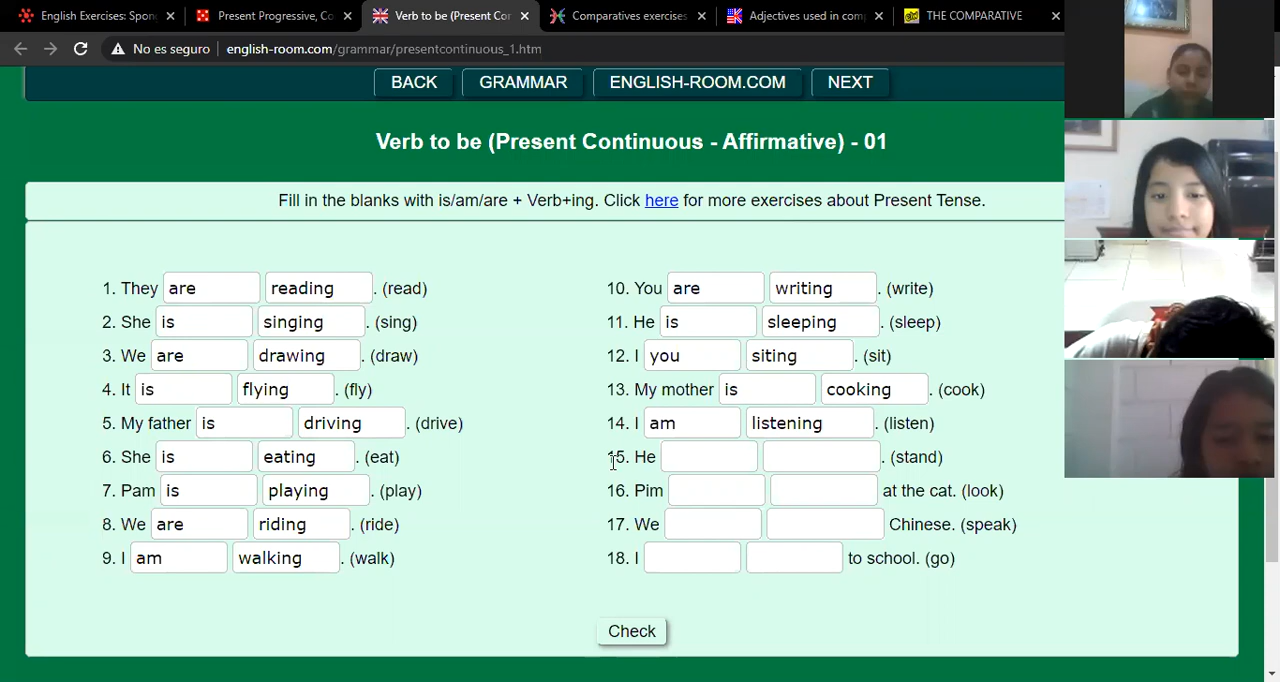 English Exercises: Spon
Present Progressive, Co
Verb to be (Present Cor
Comparatives exercises
Adjectives used in com
THE COMPARATIVE
No es seguro
english-room.com/grammar/presentcontinuous_1.htm
BACK
GRAMMAR
ENGLISH-ROOM.COM
NEXT
Verb to be (Present Continuous - Affirmative) - 01
Fill in the blanks with is/am/are + Verb+ing. Click here for more exercises about Present Tense.
1. They are reading . (read)
2. She is singing . (sing)
3. We are drawing . (draw)
4. It is flying . (fly)
5. My father is driving . (drive)
6. She is eating . (eat)
7. Pam is playing . (play)
8. We are riding . (ride)
9. I am walking . (walk)
10. You are writing . (write)
11. He is sleeping . (sleep)
12. I you siting . (sit)
13. My mother is cooking . (cook)
14. I am listening . (listen)
15. He . (stand)
16. Pim at the cat. (look)
17. We Chinese. (speak)
18. I to school. (go)
Check